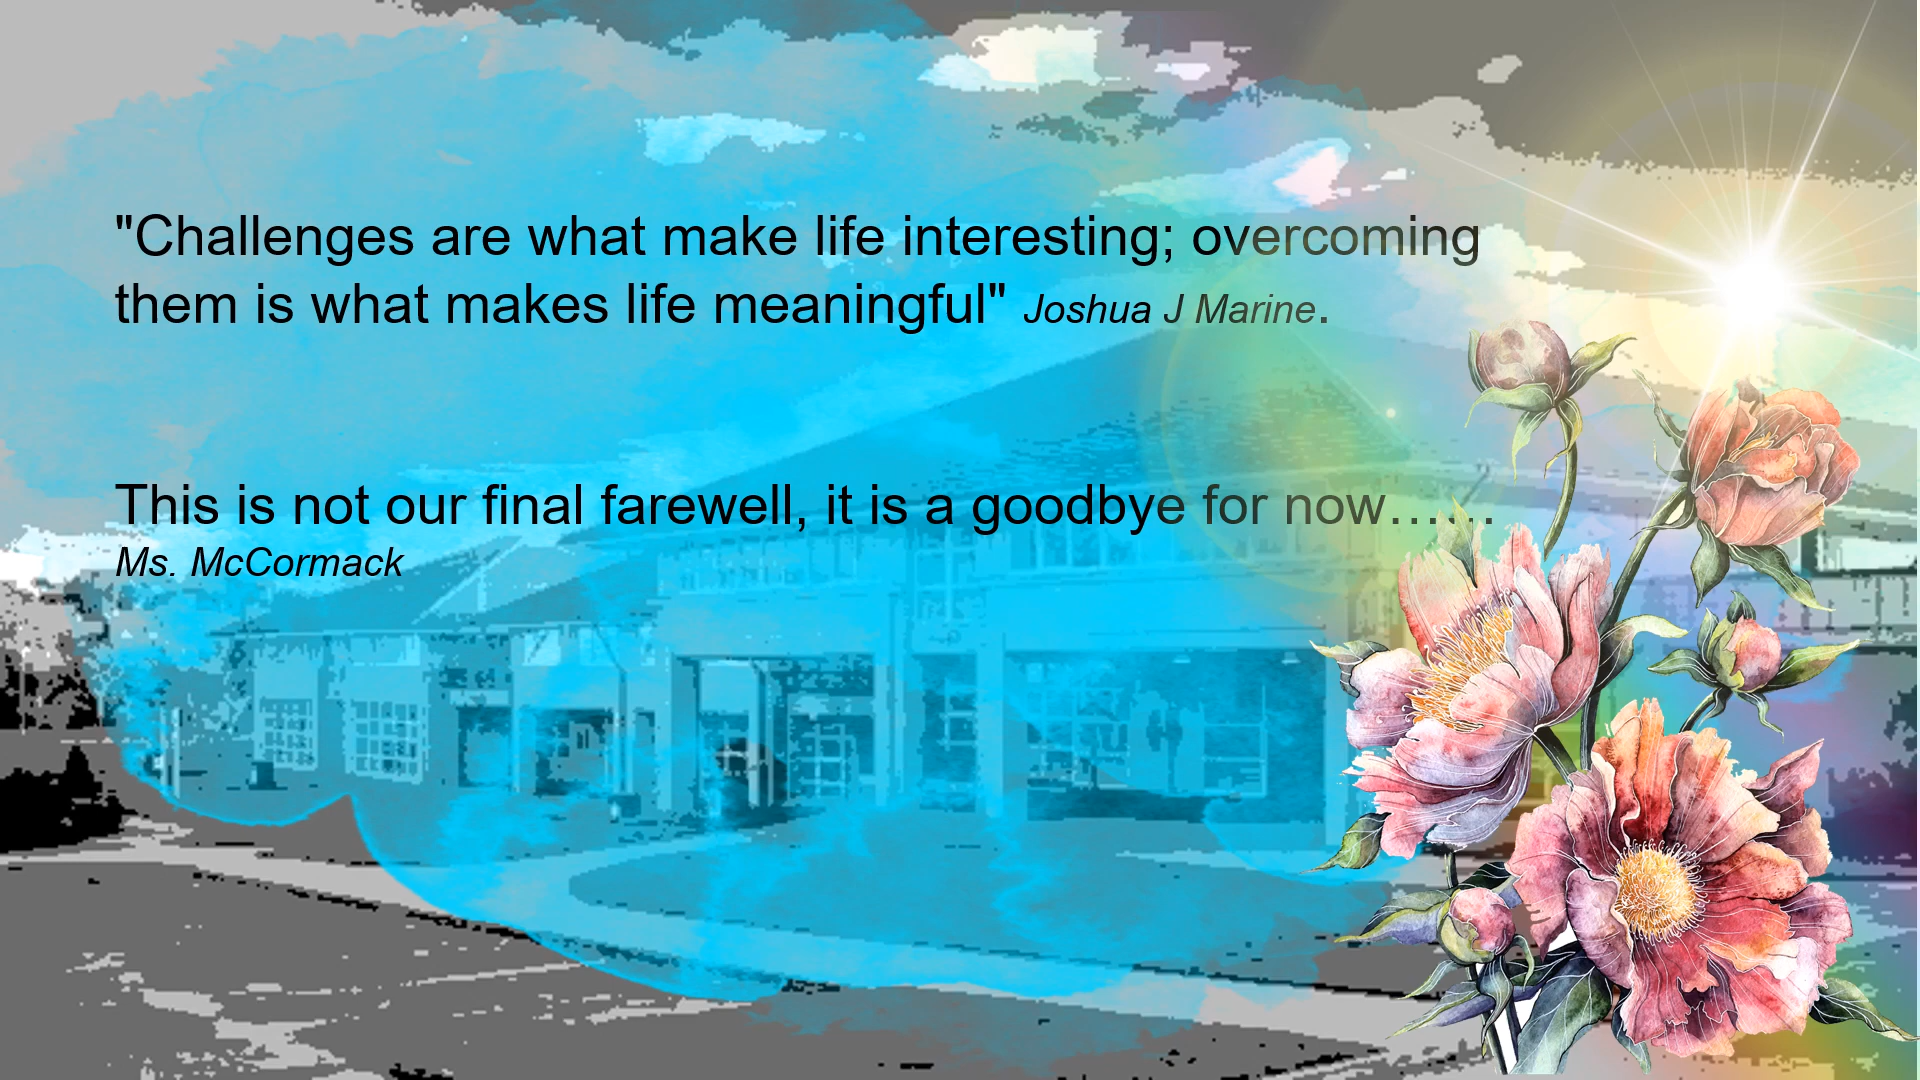 "Challenges are what make life interesting; overcoming
them is what makes life meaningful" Joshua J Marine.
This is not our final farewell, it is a goodbye for now……
Ms. McCormack